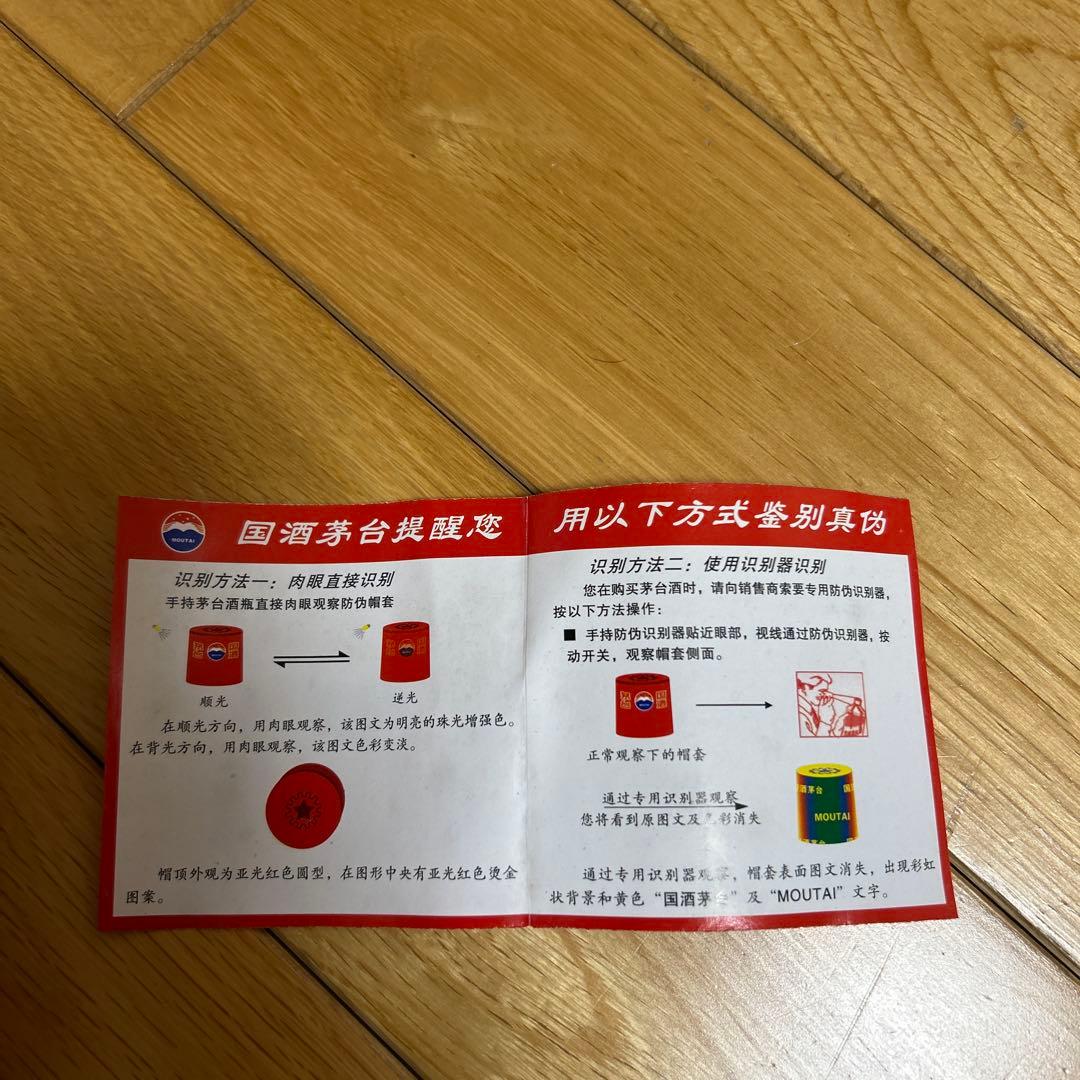 国酒茅台提醒您
MOUTAI
识别方法一：肉眼直接识别
手持茅台酒瓶直接肉眼观察防伪帽套
顺光
逆光
在顺光方向，用肉眼观察，该图文为明亮的珠光增强色。
在背光方向，用肉眼观察，该图文色彩变淡。
帽顶外观为亚光红色圆型，在图形中央有亚光红色烫金
图案。
用以下方式鉴别真伪
识别方法二：使用识别器识别
您在购买茅台酒时，请向销售商索要专用防伪识别器，
按以下方法操作：
■ 手持防伪识别器贴近眼部，视线通过防伪识别器，按
动开关，观察帽套侧面。
正常观察下的帽套
通过专用识别器观察
您将看到原图文及色彩消失
酒茅台 国
MOUTAI
通过专用识别器观察，帽套表面图文消失，出现彩虹
状背景和黄色“国酒茅台”及“MOUTAI”文字。